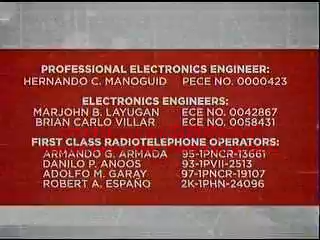 PROFESSIONAL ELECTRONICS ENGINEER:
HERNANDO C. MANOGUID PECE NO. 0000423
ELECTRONICS ENGINEERS:
MARJOHN B. LAYUGAN ECE NO. 0042867
BRIAN CARLO VILLAR ECE NO. 0058431
FIRST CLASS RADIOTELEPHONE OPERATORS:
ARMANDO G. ARMADA 95-1PNCR-13661
DANILO P. ANOOS 93-1PVII-2513
ADOLFO M. GARAY 97-1PNCR-19107
ROBERT A. ESPAÑO 2K-1PHN-24096